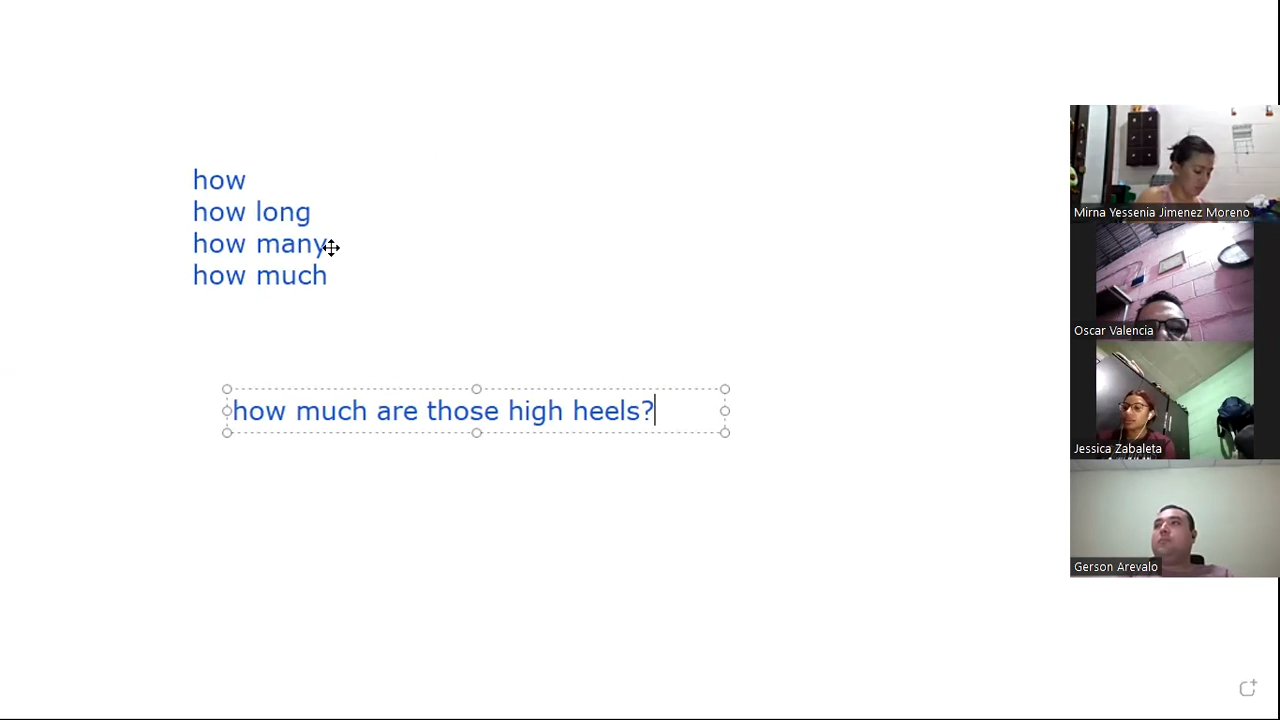 how
how long
how many
how much
how much are those high heels?
Mirna Yessenia Jimenez Moreno
Oscar Valencia
Jessica Zabaleta
Gerson Arevalo